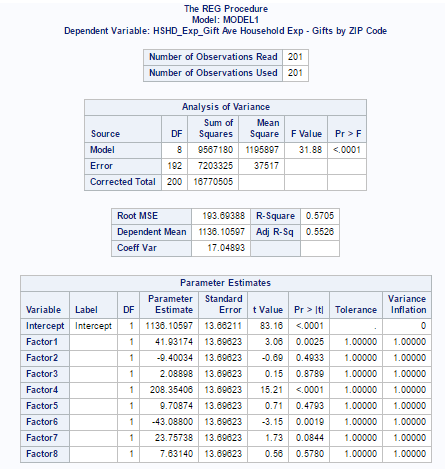 The REG Procedure
Model: MODEL1
Dependent Variable: HSHD_Exp_Gift Ave Household Exp - Gifts by ZIP Code
Number of Observations Read 201
Number of Observations Used 201
Analysis of Variance
Source DF Sum of Squares Mean Square F Value Pr > F
Model 8 9567180 1195897 31.88 <.0001
Error 192 7203325 37517
Corrected Total 200 16770505
Root MSE 193.69388 R-Square 0.5705
Dependent Mean 1136.10597 Adj R-Sq 0.5526
Coeff Var 17.04893
Parameter Estimates
Variable Label DF Parameter Estimate Standard Error t Value Pr > |t| Tolerance Variance Inflation
Intercept Intercept 1 1136.10597 13.66211 83.16 <.0001 . 0
Factor1 1 41.93174 13.69623 3.06 0.0025 1.00000 1.00000
Factor2 1 -9.40034 13.69623 -0.69 0.4933 1.00000 1.00000
Factor3 1 2.08898 13.69623 0.15 0.8789 1.00000 1.00000
Factor4 1 208.35406 13.69623 15.21 <.0001 1.00000 1.00000
Factor5 1 9.70874 13.69623 0.71 0.4793 1.00000 1.00000
Factor6 1 -43.08800 13.69623 -3.15 0.0019 1.00000 1.00000
Factor7 1 23.75738 13.69623 1.73 0.0844 1.00000 1.00000
Factor8 1 7.63140 13.69623 0.56 0.5780 1.00000 1.00000